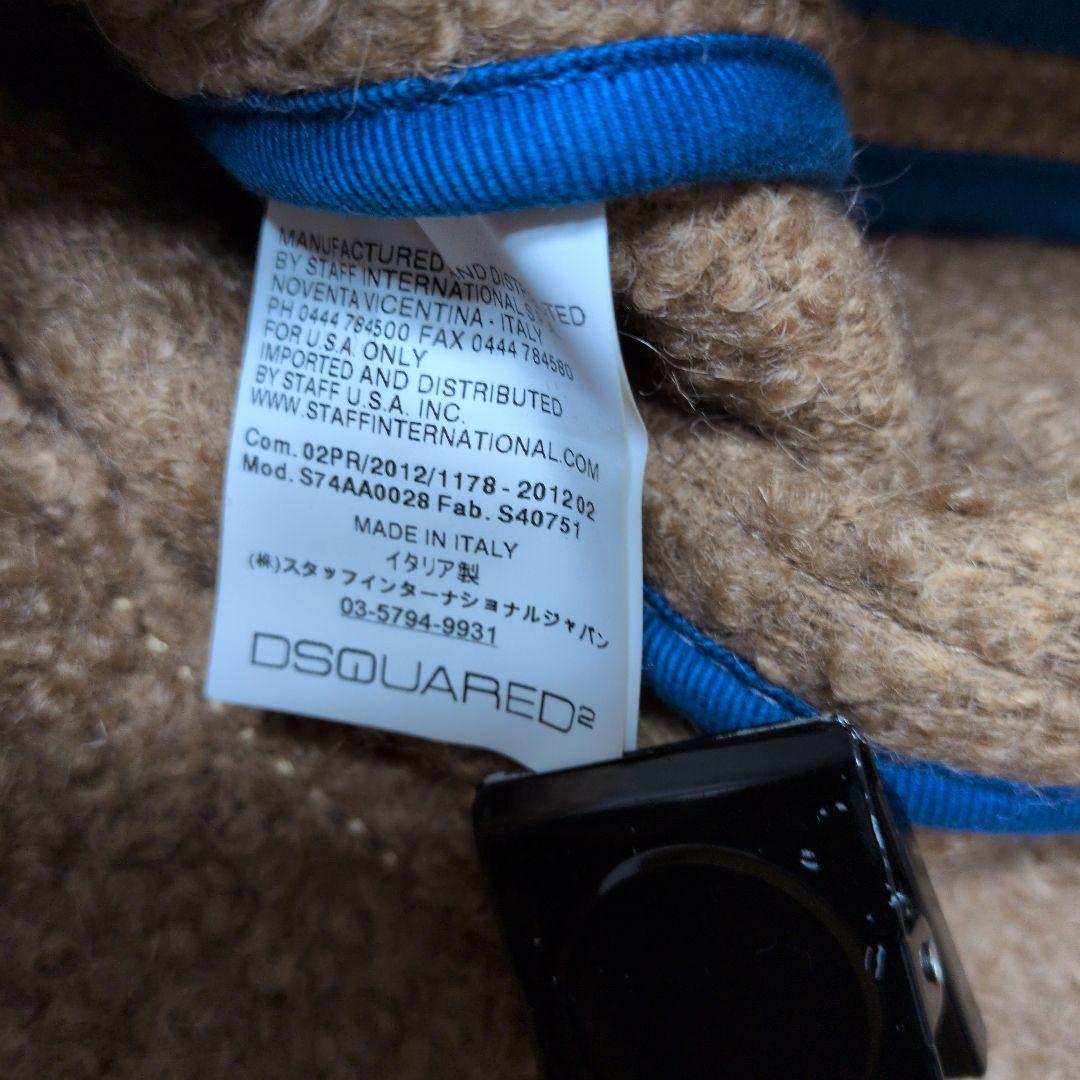 MANUFACTURED AND DISTRIBUTED
BY STAFF INTERNATIONAL
NOVENTA VICENTINA - ITALY
PH 0444 784500 FAX 0444 784580
FOR U.S.A. ONLY
IMPORTED AND DISTRIBUTED
BY STAFF U.S.A. INC.
WWW.STAFFINTERNATIONAL.COM
Com. 02PR/2012/1178 - 201202
Mod. S74AA0028 Fab. S40751
MADE IN ITALY
イタリア製
(株)スタッフインターナショナルジャパン
03-5794-9931
DSQUARED2